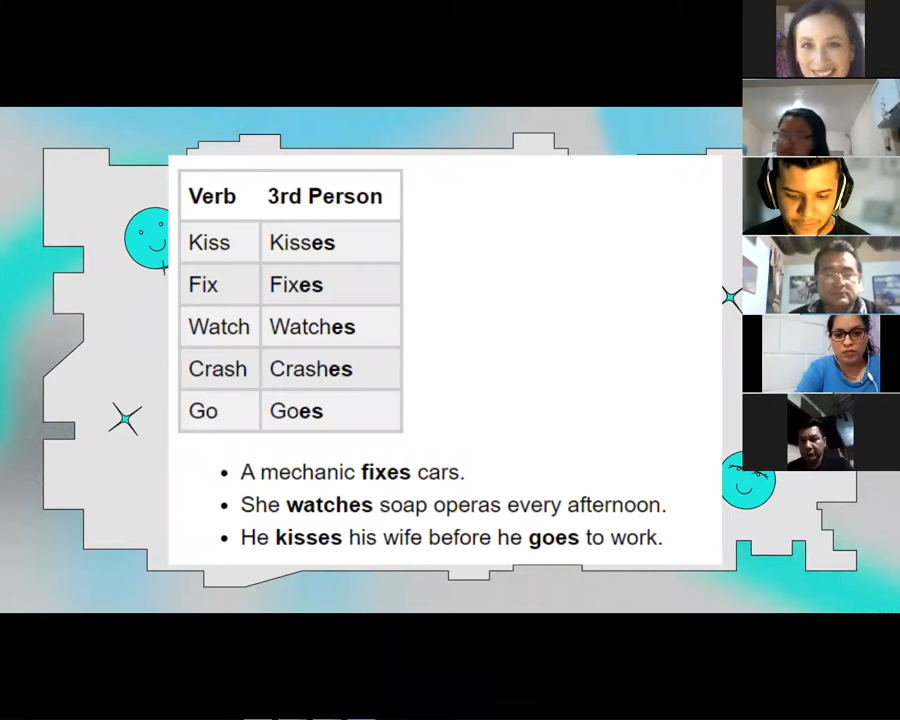 Verb 3rd Person
Kiss Kisses
Fix Fixes
Watch Watches
Crash Crashes
Go Goes
• A mechanic fixes cars.
• She watches soap operas every afternoon.
• He kisses his wife before he goes to work.